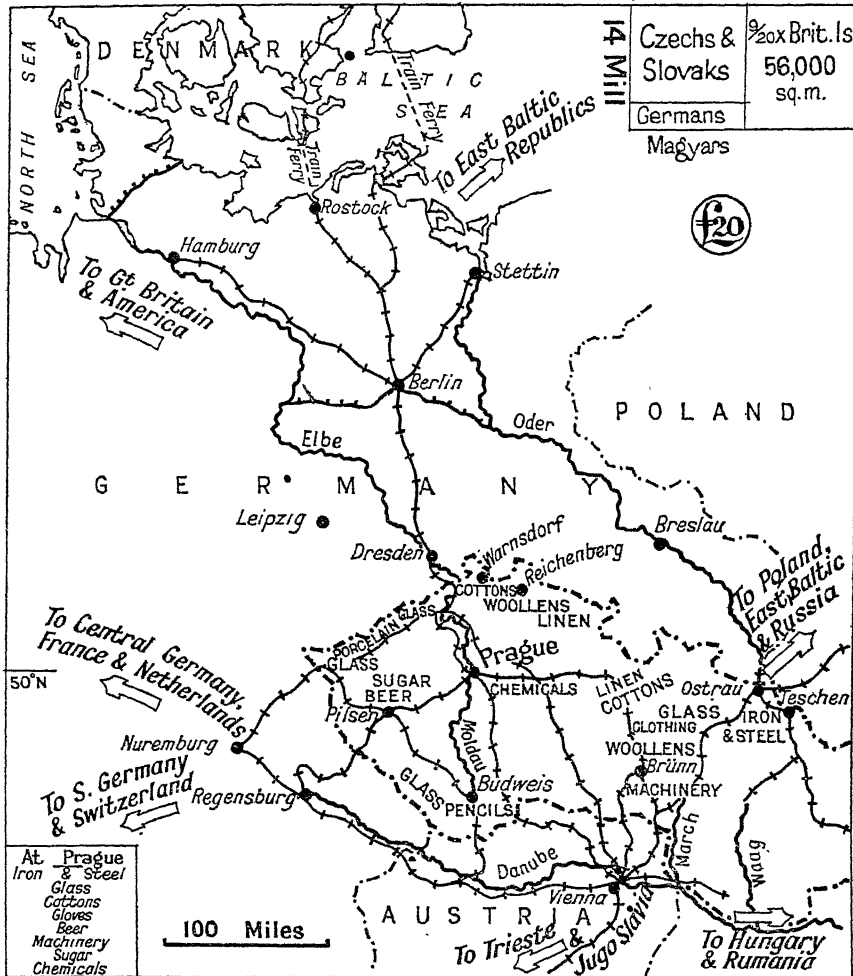 NORTH SEA
DENMARK
BALTIC
SEA
Train Ferry
Train Ferry
To East Baltic
Republics
14 Mill
Czechs &
Slovaks
Germans
Magyars
9/20 x Brit. Is
56,000
sq.m.
£20
Rostock
Hamburg
Stettin
To Gt Britain
& America
Berlin
POLAND
Oder
Elbe
GERMANY
Leipzig
Breslau
Dresden
Warnsdorf
Reichenberg
COTTONS
WOOLLENS
LINEN
To Poland,
East Baltic
& Russia
To Central Germany,
France & Netherlands
PORCELAIN GLASS
GLASS
Prague
50°N
SUGAR
BEER
CHEMICALS
LINEN
COTTONS
Ostrau
Teschen
Pilsen
GLASS
CLOTHING
IRON
& STEEL
Moldau
Nuremburg
WOOLLENS
Brünn
To S. Germany
& Switzerland
Regensburg
GLASS
Budweis
PENCILS
MACHINERY
March
Waag
Danube
Vienna
AUSTRIA
At Prague
Iron & Steel
Glass
Cottons
Gloves
Beer
Machinery
Sugar
Chemicals
100 Miles
To Trieste &
Jugo Slavia
To Hungary
& Rumania